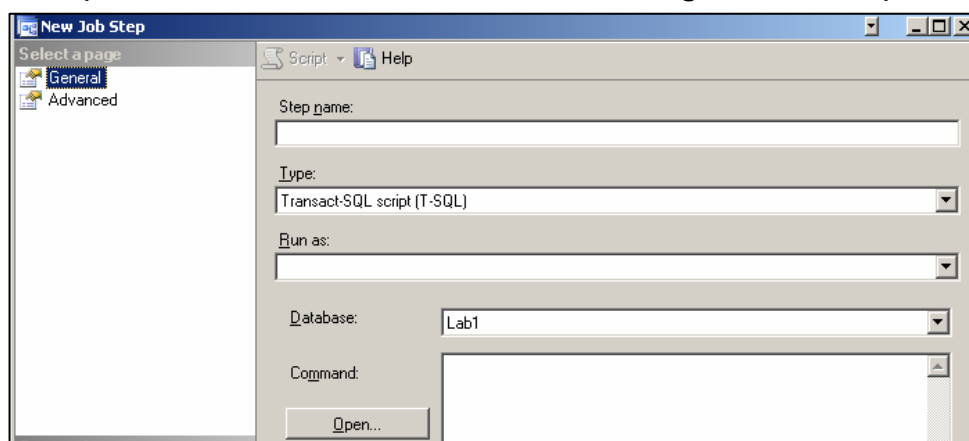 New Job Step
Select a page
General
Advanced
Script Help
Step name:
Type:
Transact-SQL script (T-SQL)
Run as:
Database: Lab1
Command:
Open...